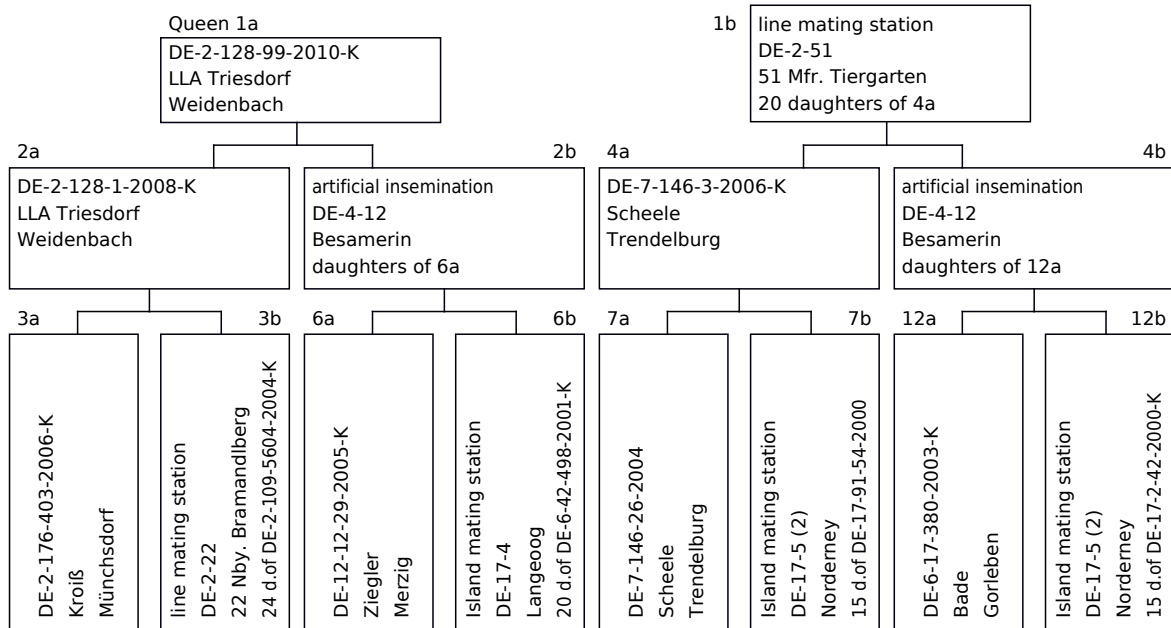 Queen 1a
DE-2-128-99-2010-K
LLA Triesdorf
Weidenbach
1b
line mating station
DE-2-51
51 Mfr. Tiergarten
20 daughters of 4a
2a
DE-2-128-1-2008-K
LLA Triesdorf
Weidenbach
2b
artificial insemination
DE-4-12
Besamerin
daughters of 6a
4a
DE-7-146-3-2006-K
Scheele
Trendelburg
4b
artificial insemination
DE-4-12
Besamerin
daughters of 12a
3a
DE-2-176-403-2006-K
Kroiß
Münchsdorf
3b
line mating station
DE-2-22
22 Nby. Bramandlberg
24 d.of DE-2-109-5604-2004-K
6a
DE-12-12-29-2005-K
Ziegler
Merzig
6b
Island mating station
DE-17-4
Langeoog
20 d.of DE-6-42-498-2001-K
7a
DE-7-146-26-2004
Scheele
Trendelburg
7b
Island mating station
DE-17-5 (2)
Norderney
15 d.of DE-17-91-54-2000
12a
DE-6-17-380-2003-K
Bade
Gorleben
12b
Island mating station
DE-17-5 (2)
Norderney
15 d.of DE-17-2-42-2000-K